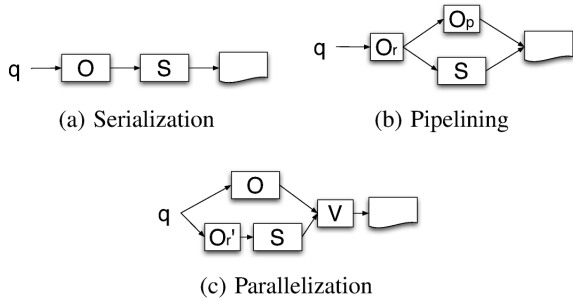 q O S
(a) Serialization
q Or Op S
(b) Pipelining
q O Or' S V
(c) Parallelization